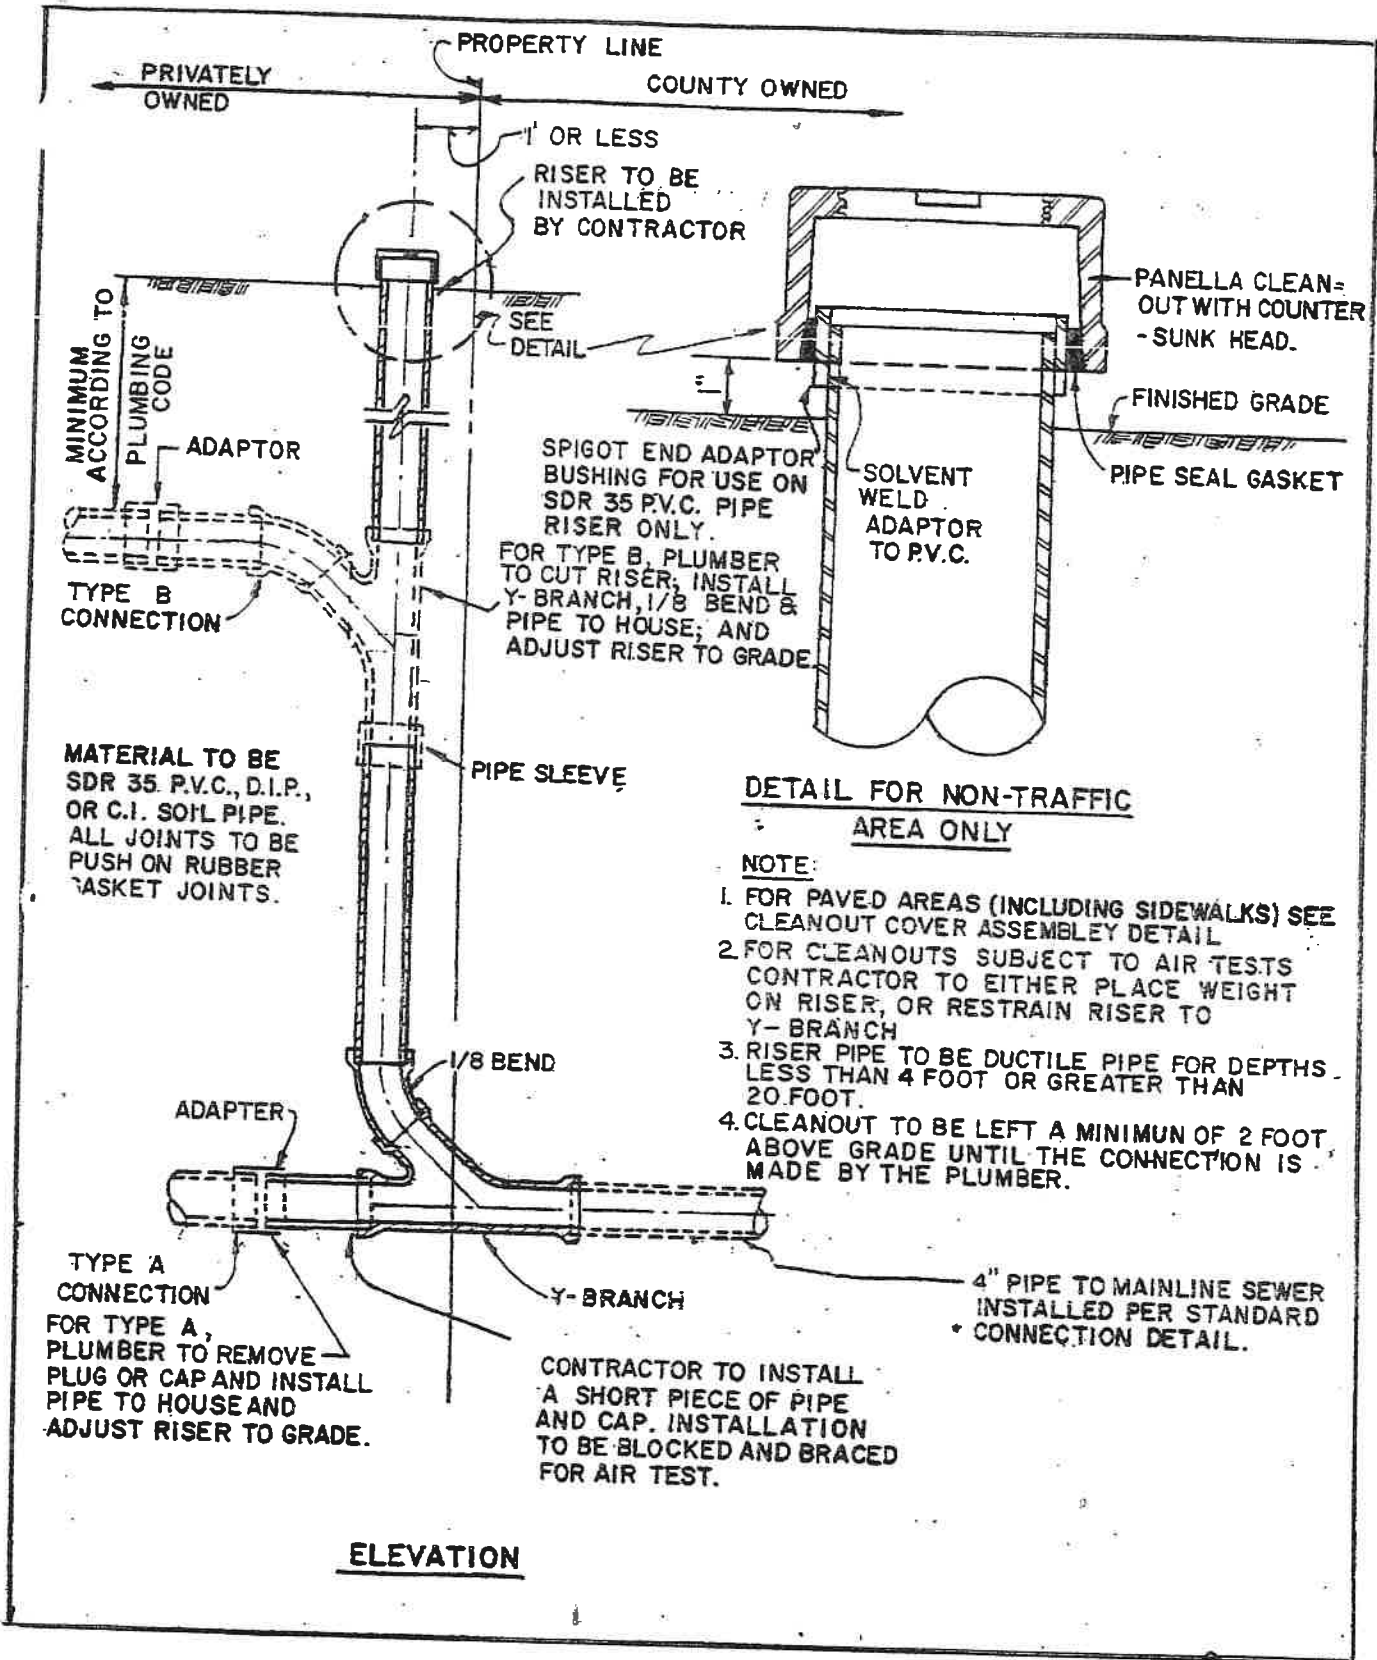 PROPERTY LINE
PRIVATELY
OWNED
COUNTY OWNED
1' OR LESS
RISER TO BE
INSTALLED
BY CONTRACTOR
SEE
DETAIL
MINIMUM
ACCORDING TO
PLUMBING
CODE
ADAPTOR
TYPE B
CONNECTION
PANELLA CLEAN=
OUT WITH COUNTER
-SUNK HEAD.
FINISHED GRADE
PIPE SEAL GASKET
SPIGOT END ADAPTOR
BUSHING FOR USE ON
SDR 35 P.V.C. PIPE
RISER ONLY.
SOLVENT
WELD
ADAPTOR
TO P.V.C.
FOR TYPE B, PLUMBER
TO CUT RISER; INSTALL
Y-BRANCH, 1/8 BEND &
PIPE TO HOUSE; AND
ADJUST RISER TO GRADE.
MATERIAL TO BE
SDR 35 P.V.C., D.I.P.,
OR C.I. SOIL PIPE.
ALL JOINTS TO BE
PUSH ON RUBBER
GASKET JOINTS.
PIPE SLEEVE
DETAIL FOR NON-TRAFFIC
AREA ONLY
NOTE:
1. FOR PAVED AREAS (INCLUDING SIDEWALKS) SEE
CLEANOUT COVER ASSEMBLEY DETAIL
2. FOR CLEANOUTS SUBJECT TO AIR TESTS
CONTRACTOR TO EITHER PLACE WEIGHT
ON RISER, OR RESTRAIN RISER TO
Y-BRANCH
3. RISER PIPE TO BE DUCTILE PIPE FOR DEPTHS
LESS THAN 4 FOOT OR GREATER THAN
20 FOOT.
4. CLEANOUT TO BE LEFT A MINIMUN OF 2 FOOT
ABOVE GRADE UNTIL THE CONNECTION IS
MADE BY THE PLUMBER.
1/8 BEND
ADAPTER
TYPE A
CONNECTION
FOR TYPE A,
PLUMBER TO REMOVE
PLUG OR CAP AND INSTALL
PIPE TO HOUSE AND
ADJUST RISER TO GRADE.
Y-BRANCH
4" PIPE TO MAINLINE SEWER
INSTALLED PER STANDARD
CONNECTION DETAIL.
CONTRACTOR TO INSTALL
A SHORT PIECE OF PIPE
AND CAP. INSTALLATION
TO BE BLOCKED AND BRACED
FOR AIR TEST.
ELEVATION